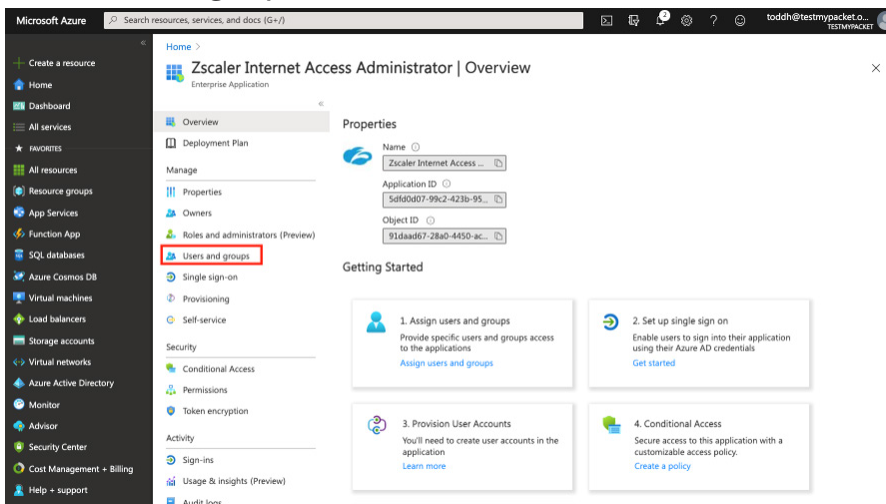 Microsoft Azure
Search resources, services, and docs (G+/)
2
toddh@testmypacket.o...
TESTMYPACKET
Create a resource
Home
Dashboard
All services
FAVORITES
All resources
Resource groups
App Services
Function App
SQL databases
Azure Cosmos DB
Virtual machines
Load balancers
Storage accounts
Virtual networks
Azure Active Directory
Monitor
Advisor
Security Center
Cost Management + Billing
Help + support
Home >
Zscaler Internet Access Administrator | Overview
Enterprise Application
Overview
Deployment Plan
Manage
Properties
Owners
Roles and administrators (Preview)
Users and groups
Single sign-on
Provisioning
Self-service
Security
Conditional Access
Permissions
Token encryption
Activity
Sign-ins
Usage & insights (Preview)
Audit logs
Properties
Name
Zscaler Internet Access ...
Application ID
5dfd0d07-99c2-423b-95...
Object ID
91daad67-28a0-4450-ac...
Getting Started
1. Assign users and groups
Provide specific users and groups access
to the applications
Assign users and groups
2. Set up single sign on
Enable users to sign into their application
using their Azure AD credentials
Get started
3. Provision User Accounts
You'll need to create user accounts in the
application
Learn more
4. Conditional Access
Secure access to this application with a
customizable access policy.
Create a policy